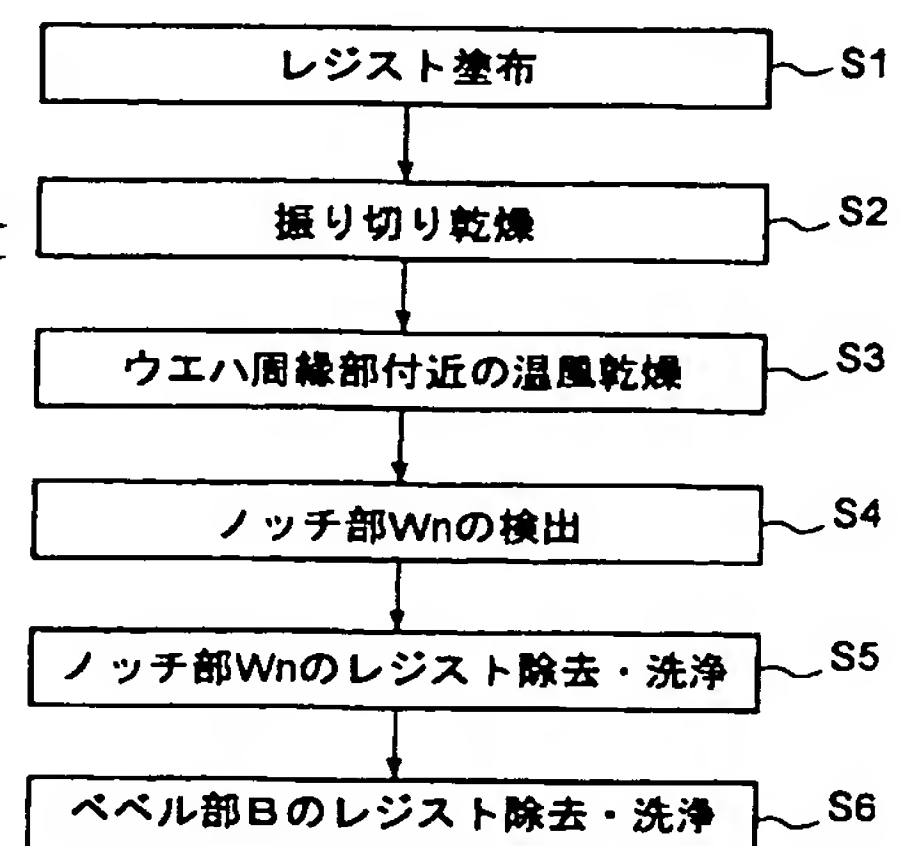 レジスト塗布 S1
振り切り乾燥 S2
ウエハ周縁部付近の温風乾燥 S3
ノッチ部Wnの検出 S4
ノッチ部Wnのレジスト除去・洗浄 S5
ベベル部Bのレジスト除去・洗浄 S6